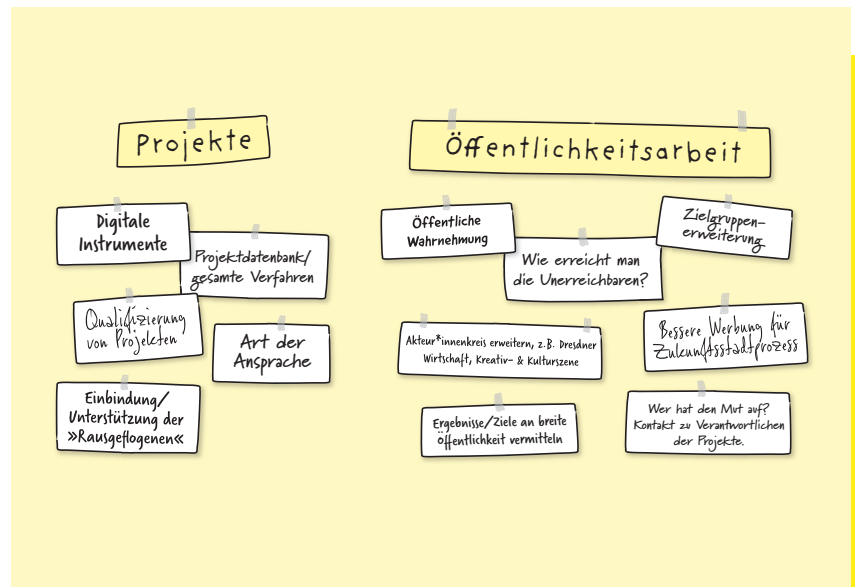 Projekte
Digitale
Instrumente
Projektdatenbank/
gesamte Verfahren
Qualifizierung
von Projekten
Art der
Ansprache
Einbindung/
Unterstützung der
»Rausgeflogenen«
Öffentlichkeitsarbeit
Öffentliche
Wahrnehmung
Zielgruppen-
erweiterung
Wie erreicht man
die Unerreichbaren?
Akteur*innenkreis erweitern, z.B. Dresdner
Wirtschaft, Kreativ- & Kulturszene
Bessere Werbung für
Zukunftsstadtprozess
Ergebnisse/Ziele an breite
Öffentlichkeit vermitteln
Wer hat den Mut auf?
Kontakt zu Verantwortlichen
der Projekte.